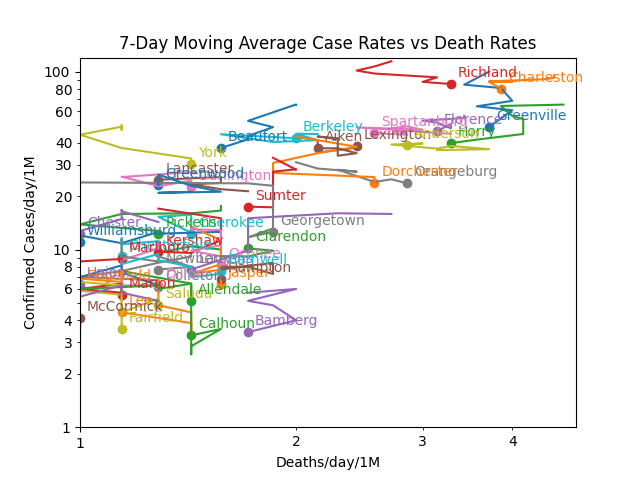 7-Day Moving Average Case Rates vs Death Rates
Confirmed Cases/day/1M
100
80
60
40
30
20
10
8
6
4
3
2
1
Richland
Charleston
Greenville
Florence
Spartanburg
Berkeley
Anderson
Horry
Beaufort
Aiken
Lexington
York
Lancaster
Greenwood
Darlington
Dorchester
Orangeburg
Sumter
Georgetown
Chester
Williamsburg
Pickens
Cherokee
Clarendon
Kershaw
Marlboro
Newberry
Oconee
Colleton
Jasper
Marion
Saluda
Allendale
McCormick
Fairfield
Calhoun
Bamberg
1
2
3
4
Deaths/day/1M